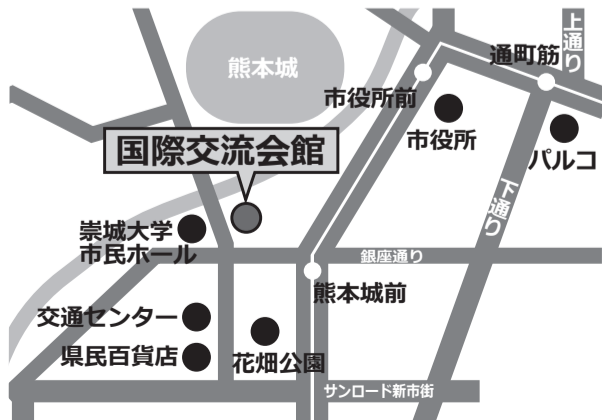 上通り
通町筋
熊本城
市役所前
市役所
パルコ
国際交流会館
下通り
崇城大学
市民ホール
銀座通り
熊本城前
交通センター
県民百貨店
花畑公園
サンロード新市街